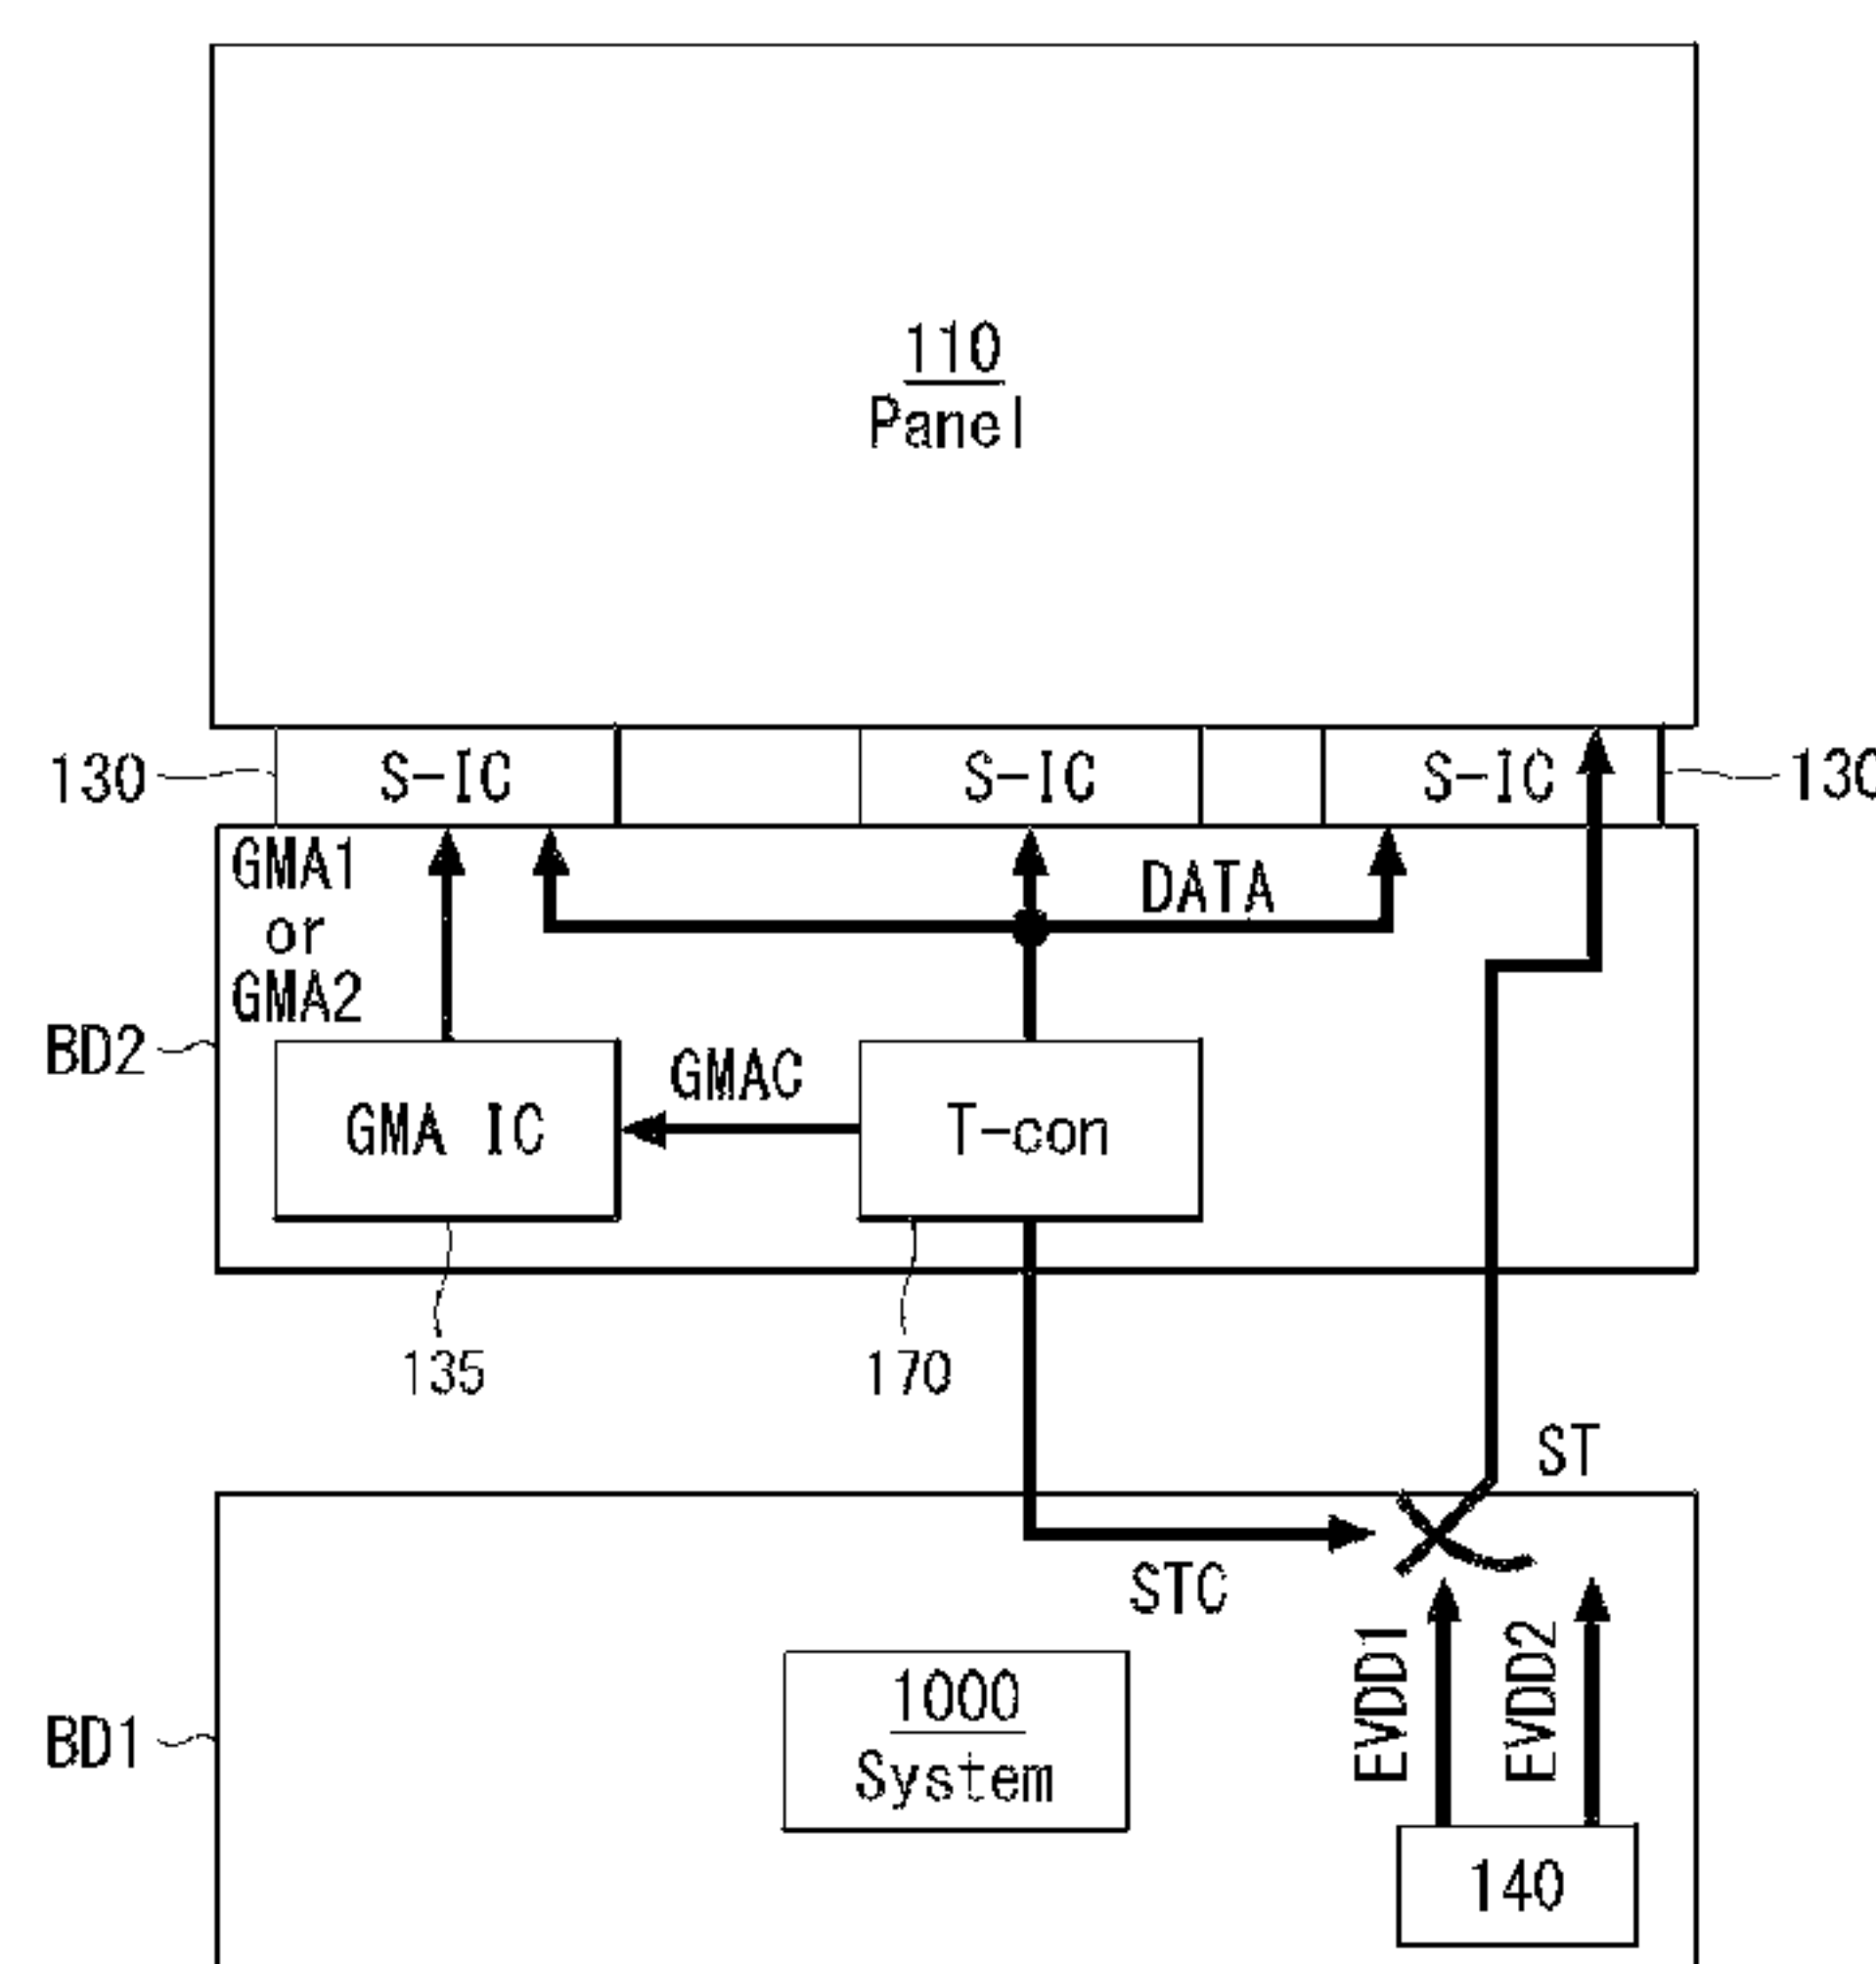 110
Panel
130
S-IC
S-IC
S-IC
130
GMA1
or
GMA2
DATA
BD2
GMA IC
GMAC
T-con
135
170
ST
STC
BD1
1000
System
EVDD1
EVDD2
140